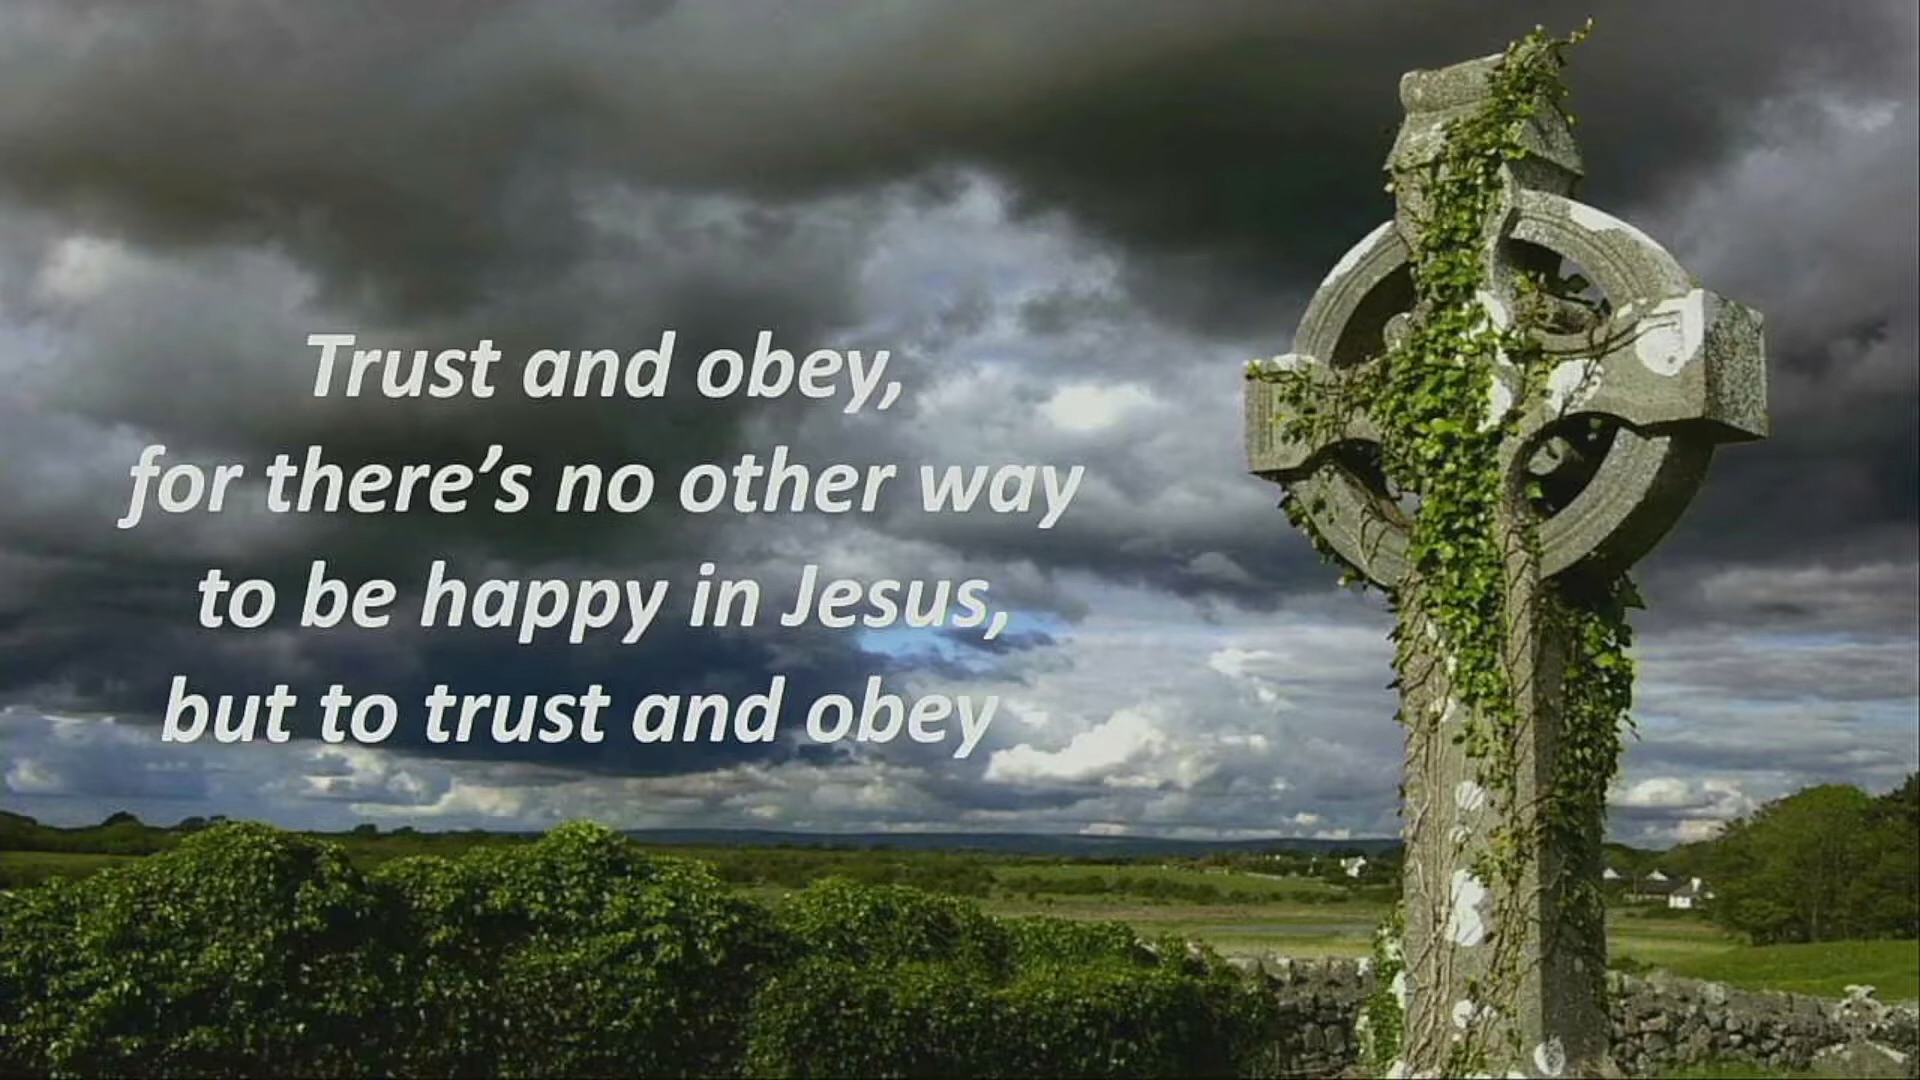 Trust and obey,
for there’s no other way
to be happy in Jesus,
but to trust and obey